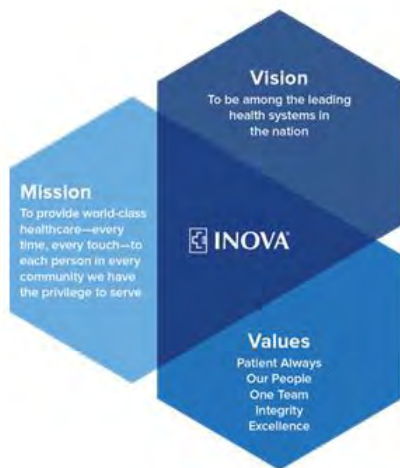 Vision
To be among the leading
health systems in
the nation
Mission
To provide world-class
healthcare—every
time, every touch—to
each person in every
community we have
the privilege to serve
INOVA
Values
Patient Always
Our People
One Team
Integrity
Excellence